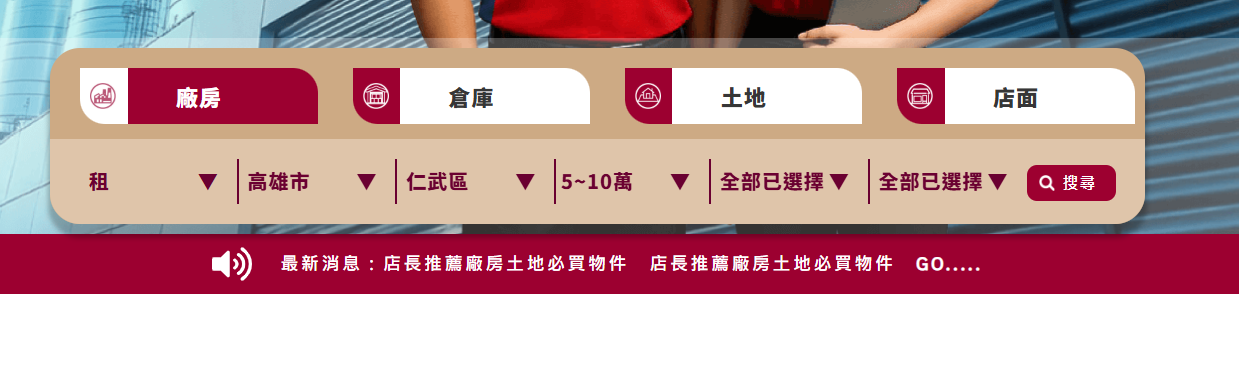 廠房 倉庫 土地 店面
租 ▼ 高雄市 ▼ 仁武區 ▼ 5~10萬 ▼ 全部已選擇 ▼ 全部已選擇 ▼ 搜尋
最新消息：店長推薦廠房土地必買物件 店長推薦廠房土地必買物件 GO.....